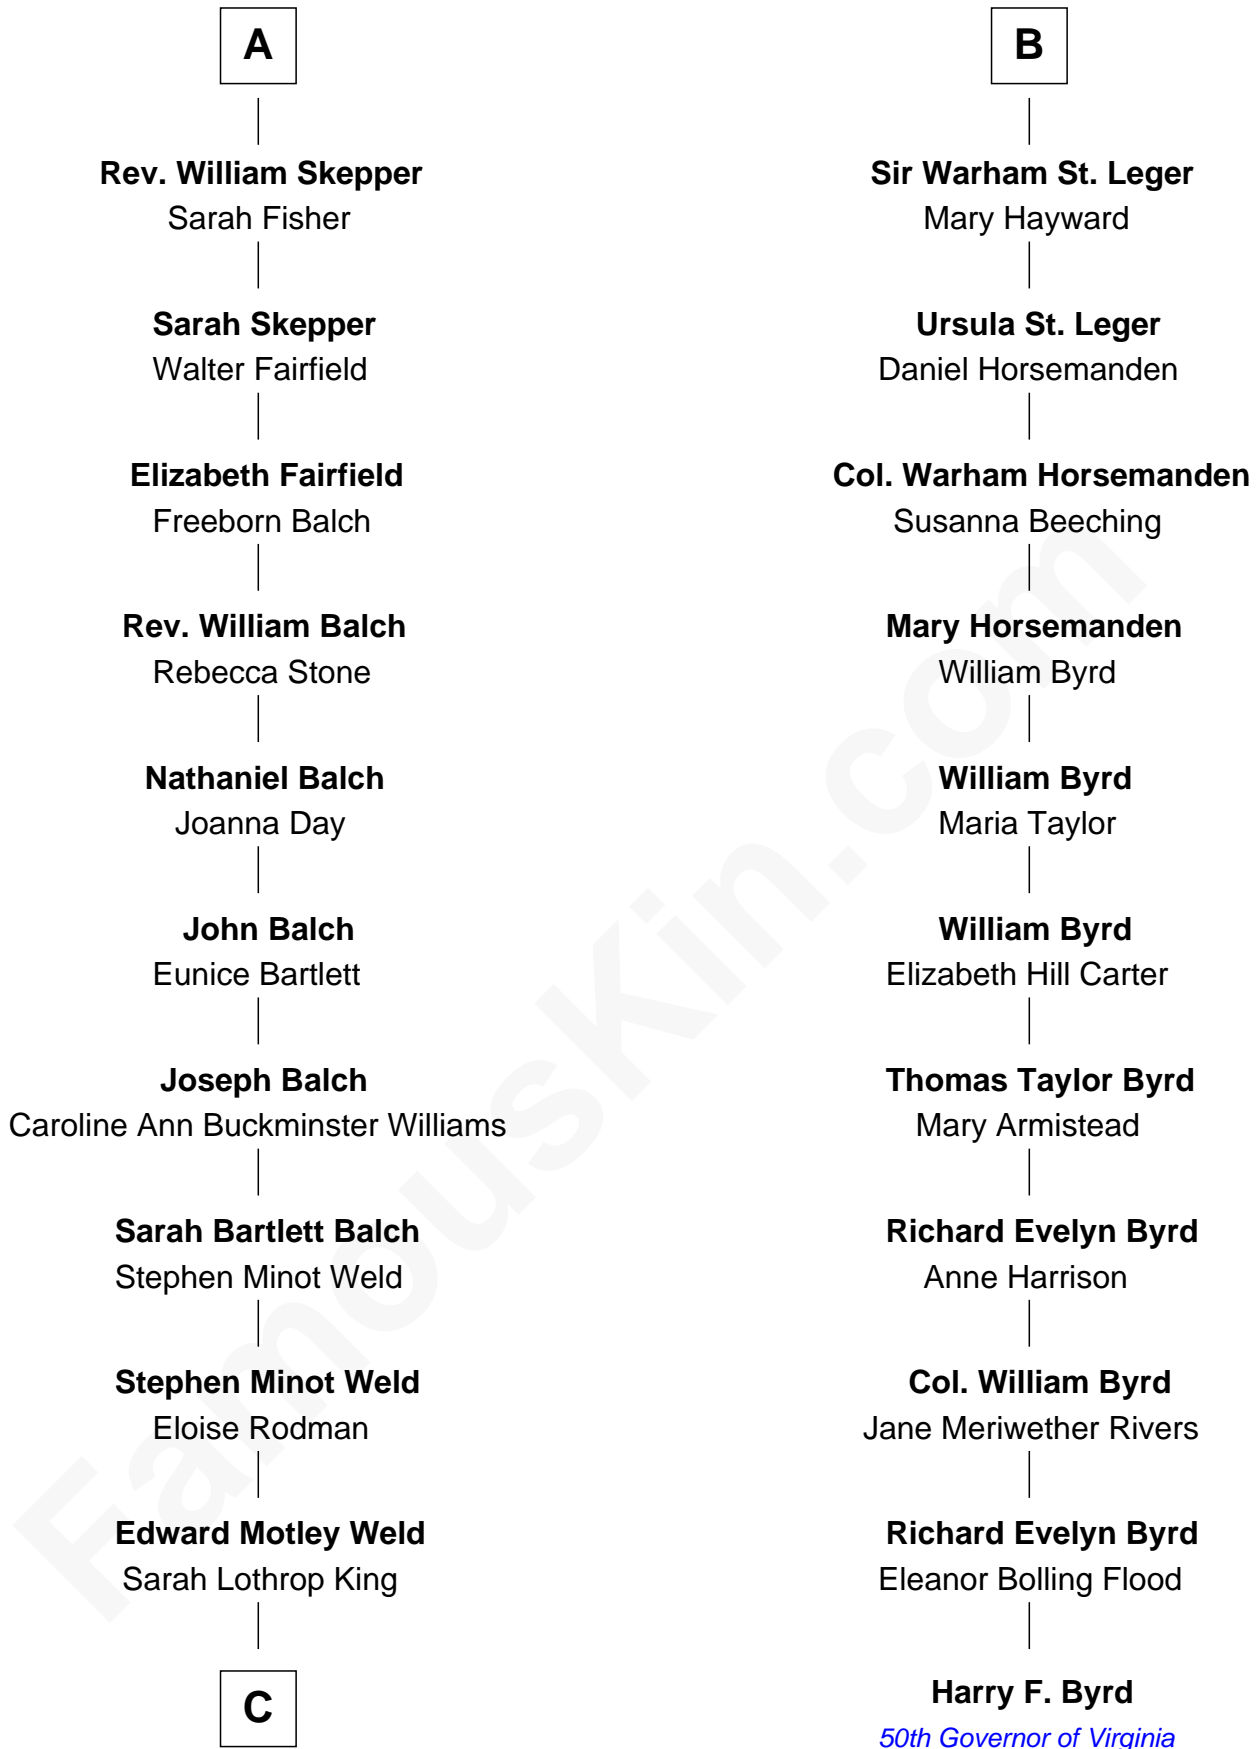 A
Rev. William Skepper
Sarah Fisher
Sarah Skepper
Walter Fairfield
Elizabeth Fairfield
Freeborn Balch
Rev. William Balch
Rebecca Stone
Nathaniel Balch
Joanna Day
John Balch
Eunice Bartlett
Joseph Balch
Caroline Ann Buckminster Williams
Sarah Bartlett Balch
Stephen Minot Weld
Stephen Minot Weld
Eloise Rodman
Edward Motley Weld
Sarah Lothrop King
C
B
Sir Warham St. Leger
Mary Hayward
Ursula St. Leger
Daniel Horsemanden
Col. Warham Horsemanden
Susanna Beeching
Mary Horsemanden
William Byrd
William Byrd
Maria Taylor
William Byrd
Elizabeth Hill Carter
Thomas Taylor Byrd
Mary Armistead
Richard Evelyn Byrd
Anne Harrison
Col. William Byrd
Jane Meriwether Rivers
Richard Evelyn Byrd
Eleanor Bolling Flood
Harry F. Byrd
50th Governor of Virginia
FamousKin.com